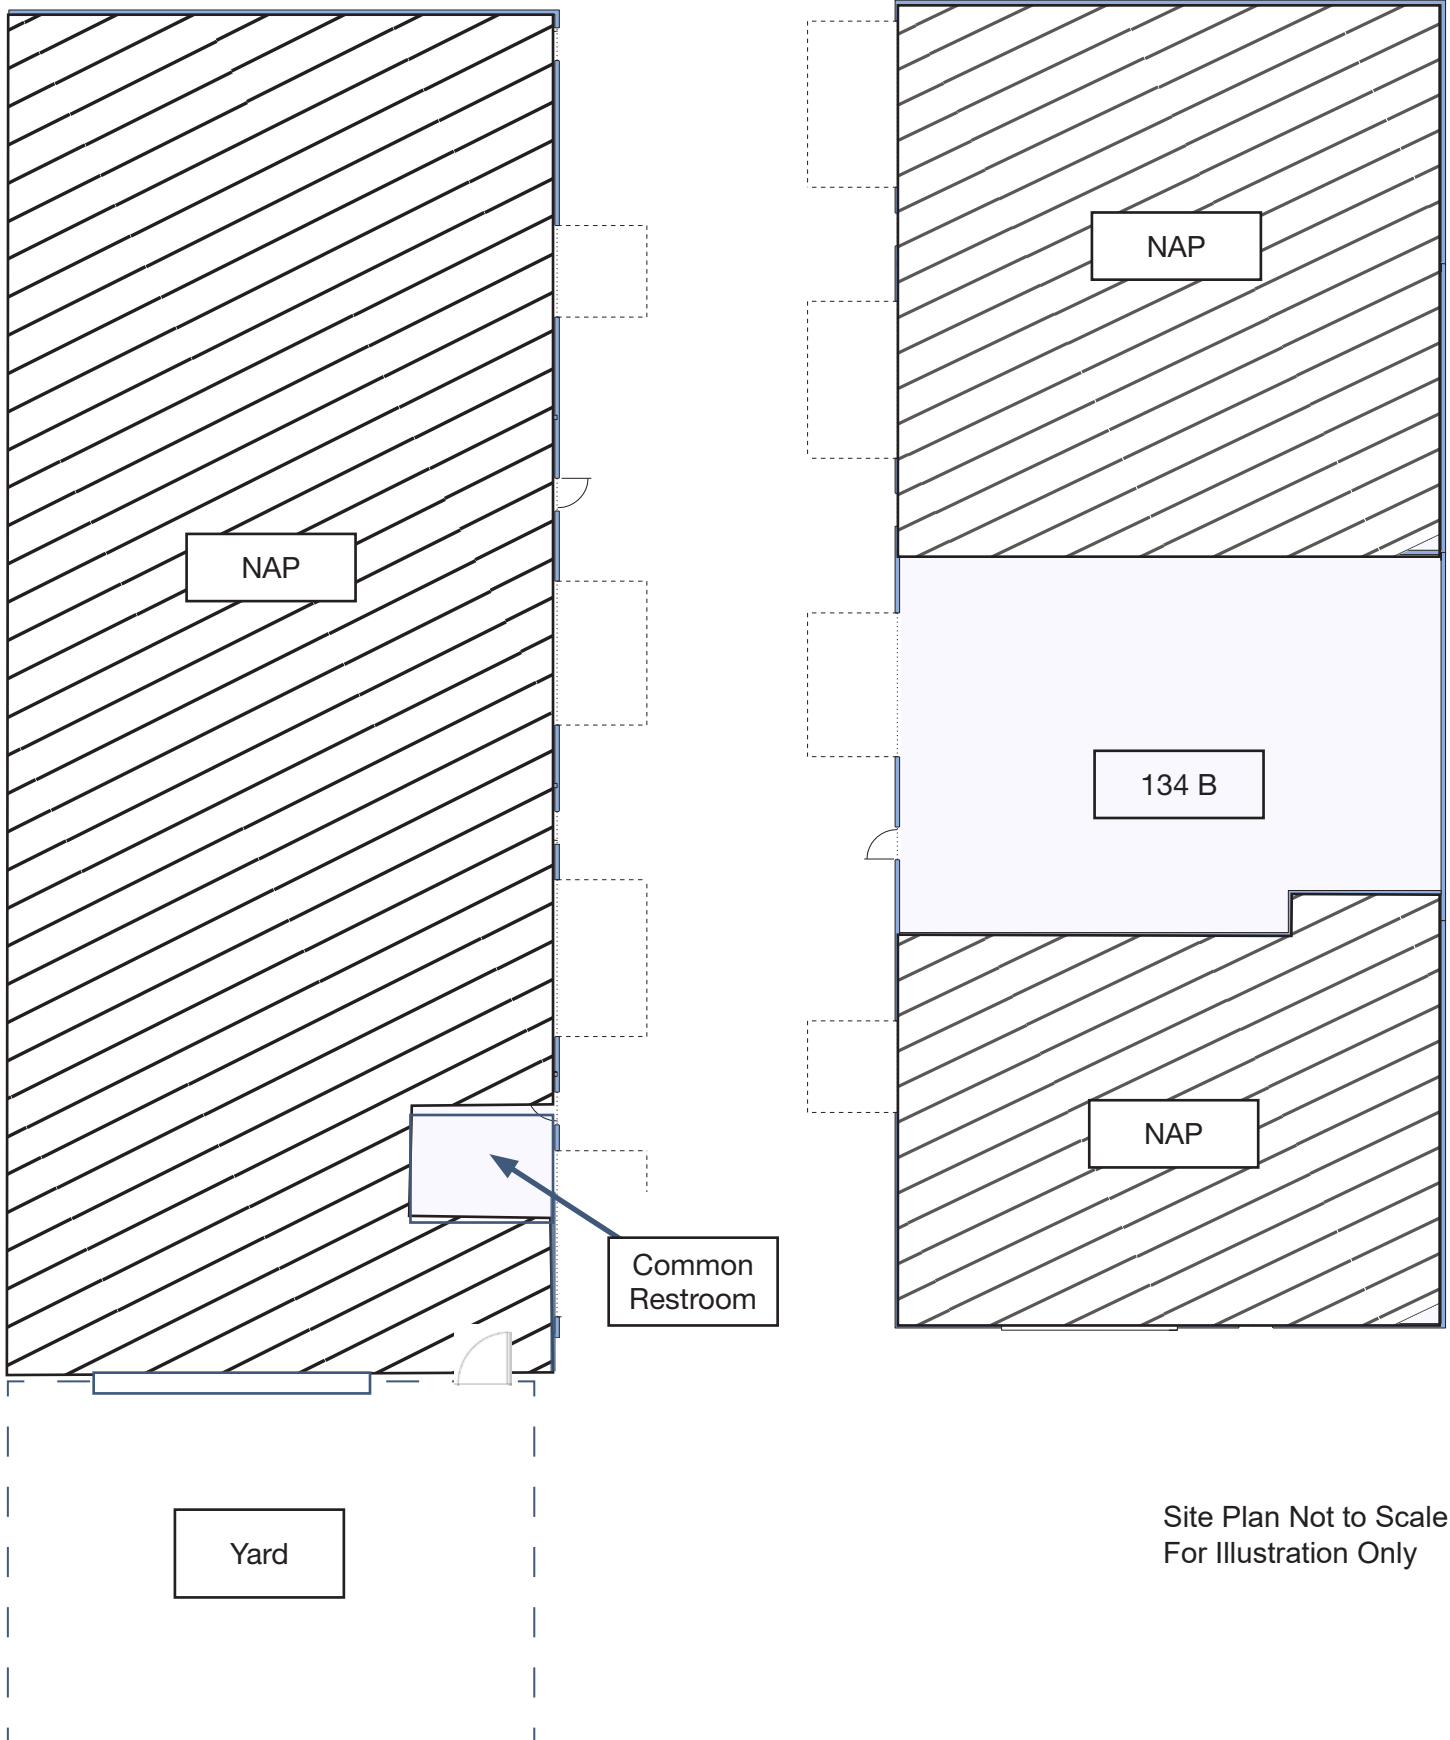 NAP
NAP
134 B
NAP
Common
Restroom
Yard
Site Plan Not to Scale
For Illustration Only